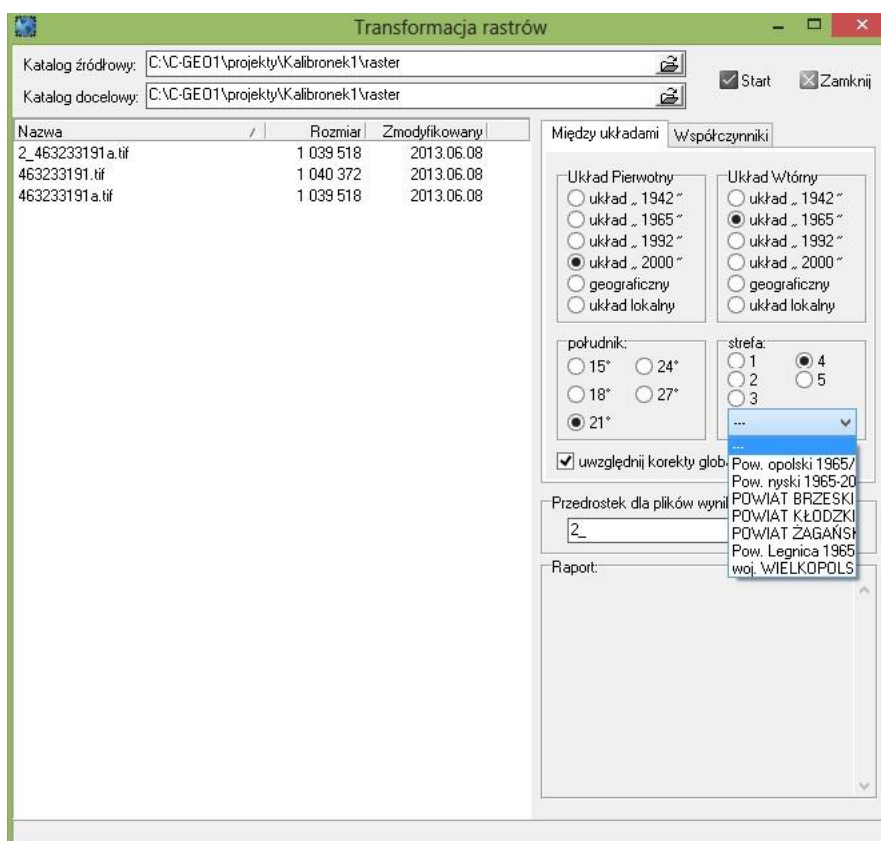 Transformacja rastrów
Katalog źródłowy: C:\C-GEO1\projekty\Kalibronek1\raster
Katalog docelowy: C:\C-GEO1\projekty\Kalibronek1\raster
Start Zamknij
Nazwa / Rozmiar Zmodyfikowany
2_463233191a.tif 1 039 518 2013.06.08
463233191.tif 1 040 372 2013.06.08
463233191a.tif 1 039 518 2013.06.08
Między układami Współczynniki
Układ Pierwotny
układ „ 1942 ”
układ „ 1965 ”
układ „ 1992 ”
układ „ 2000 ”
geograficzny
układ lokalny
Układ Wtórny
układ „ 1942 ”
układ „ 1965 ”
układ „ 1992 ”
układ „ 2000 ”
geograficzny
układ lokalny
południk:
15° 24°
18° 27°
21°
strefa:
1 4
2 5
3
---
---
Pow. opolski 1965/
Pow. nyski 1965-20
POWIAT BRZESKI
POWIAT KŁODZKI
POWIAT ŻAGAŃSK
Pow. Legnica 1965
woj. WIELKOPOLS
uwzględnij korekty glob
Przedrostek dla plików wynik
2_
Raport: